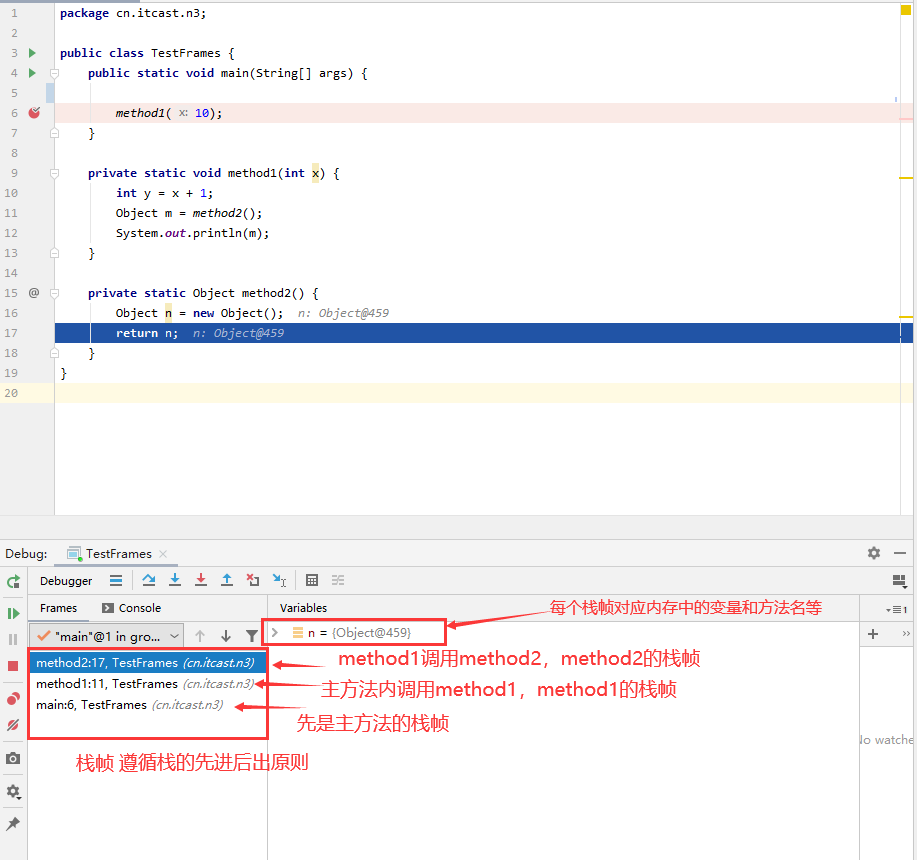 1 package cn.itcast.n3;
2
3 public class TestFrames {
4 public static void main(String[] args) {
5
6 method1( x: 10);
7 }
8
9 private static void method1(int x) {
10 int y = x + 1;
11 Object m = method2();
12 System.out.println(m);
13 }
14
15 @ private static Object method2() {
16 Object n = new Object(); n: Object@459
17 return n; n: Object@459
18 }
19 }
20
Debug: TestFrames
Debugger
Frames Console Variables
每个栈帧对应内存中的变量和方法名等
1
"main"@1 in gro...
n = {Object@459}
method2:17, TestFrames (cn.itcast.n3)
method1调用method2，method2的栈帧
method1:11, TestFrames (cn.itcast.n3)
主方法内调用method1，method1的栈帧
main:6, TestFrames (cn.itcast.n3)
先是主方法的栈帧
No watche
栈帧 遵循栈的先进后出原则